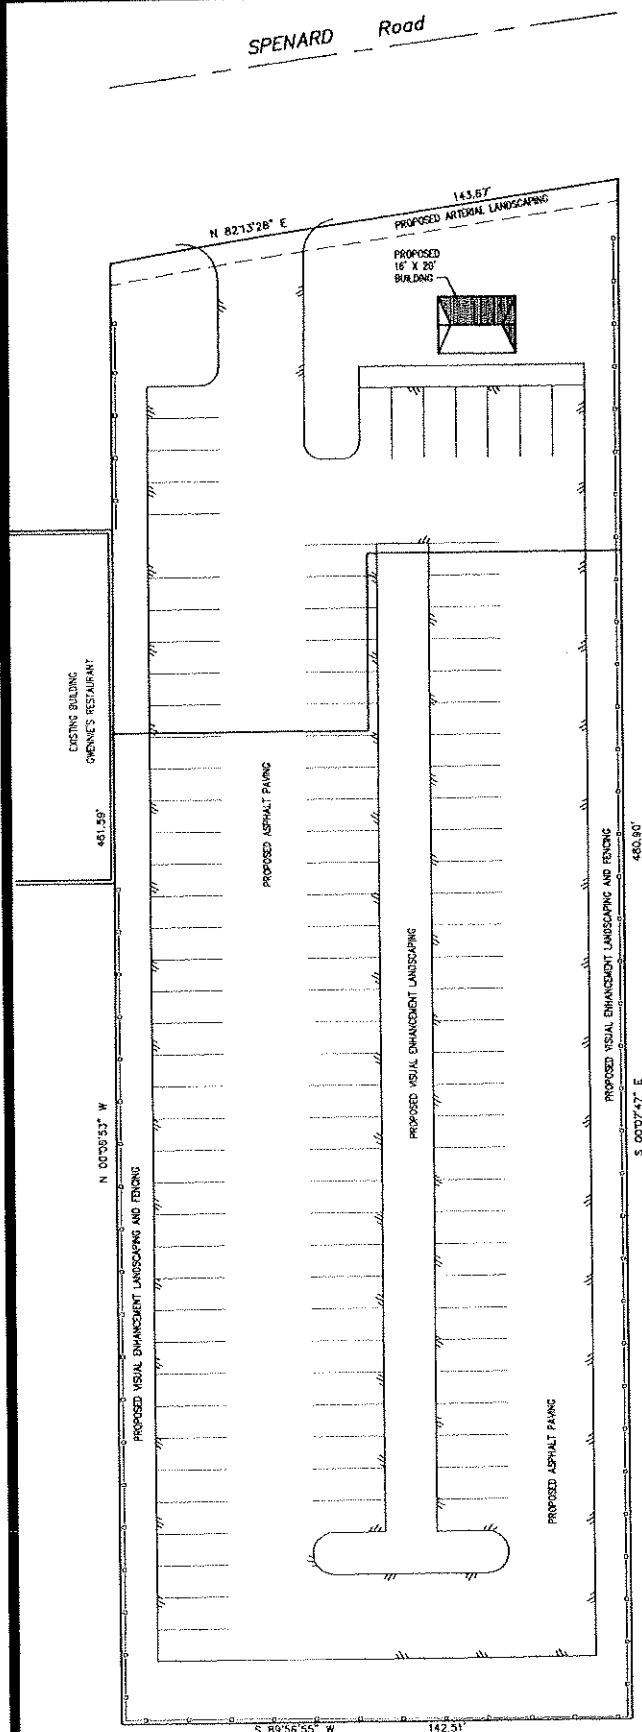 SPENARD Road
N 82°13'28" E
143.67'
PROPOSED ARTERIAL LANDSCAPING
PROPOSED
16' X 20'
BUILDING
EXISTING BUILDING
GWENNIE'S RESTAURANT
461.59'
PROPOSED ASPHALT PAVING
PROPOSED VISUAL ENHANCEMENT LANDSCAPING
PROPOSED VISUAL ENHANCEMENT LANDSCAPING AND FENCING
480.90'
N 00°08'53" W
S 00°07'47" E
PROPOSED VISUAL ENHANCEMENT LANDSCAPING AND FENCING
PROPOSED ASPHALT PAVING
S 89°56'55" W
142.51'